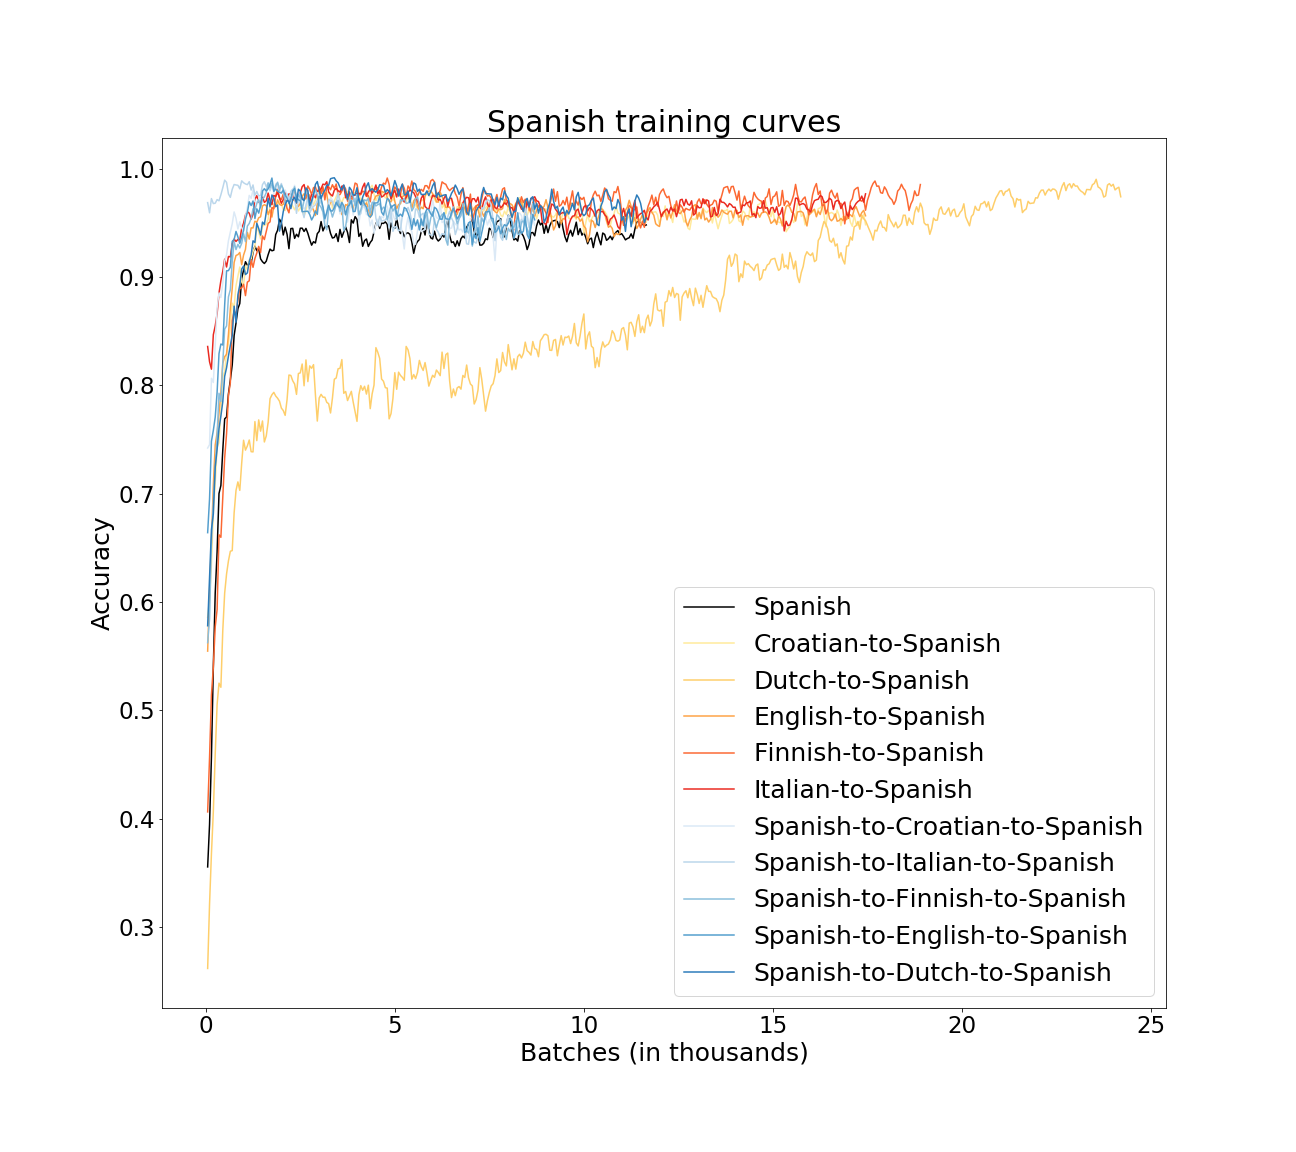 Spanish training curves
1.0
0.9
0.8
0.7
0.6
0.5
0.4
0.3
Accuracy
Spanish
Croatian-to-Spanish
Dutch-to-Spanish
English-to-Spanish
Finnish-to-Spanish
Italian-to-Spanish
Spanish-to-Croatian-to-Spanish
Spanish-to-Italian-to-Spanish
Spanish-to-Finnish-to-Spanish
Spanish-to-English-to-Spanish
Spanish-to-Dutch-to-Spanish
0 5 10 15 20 25
Batches (in thousands)